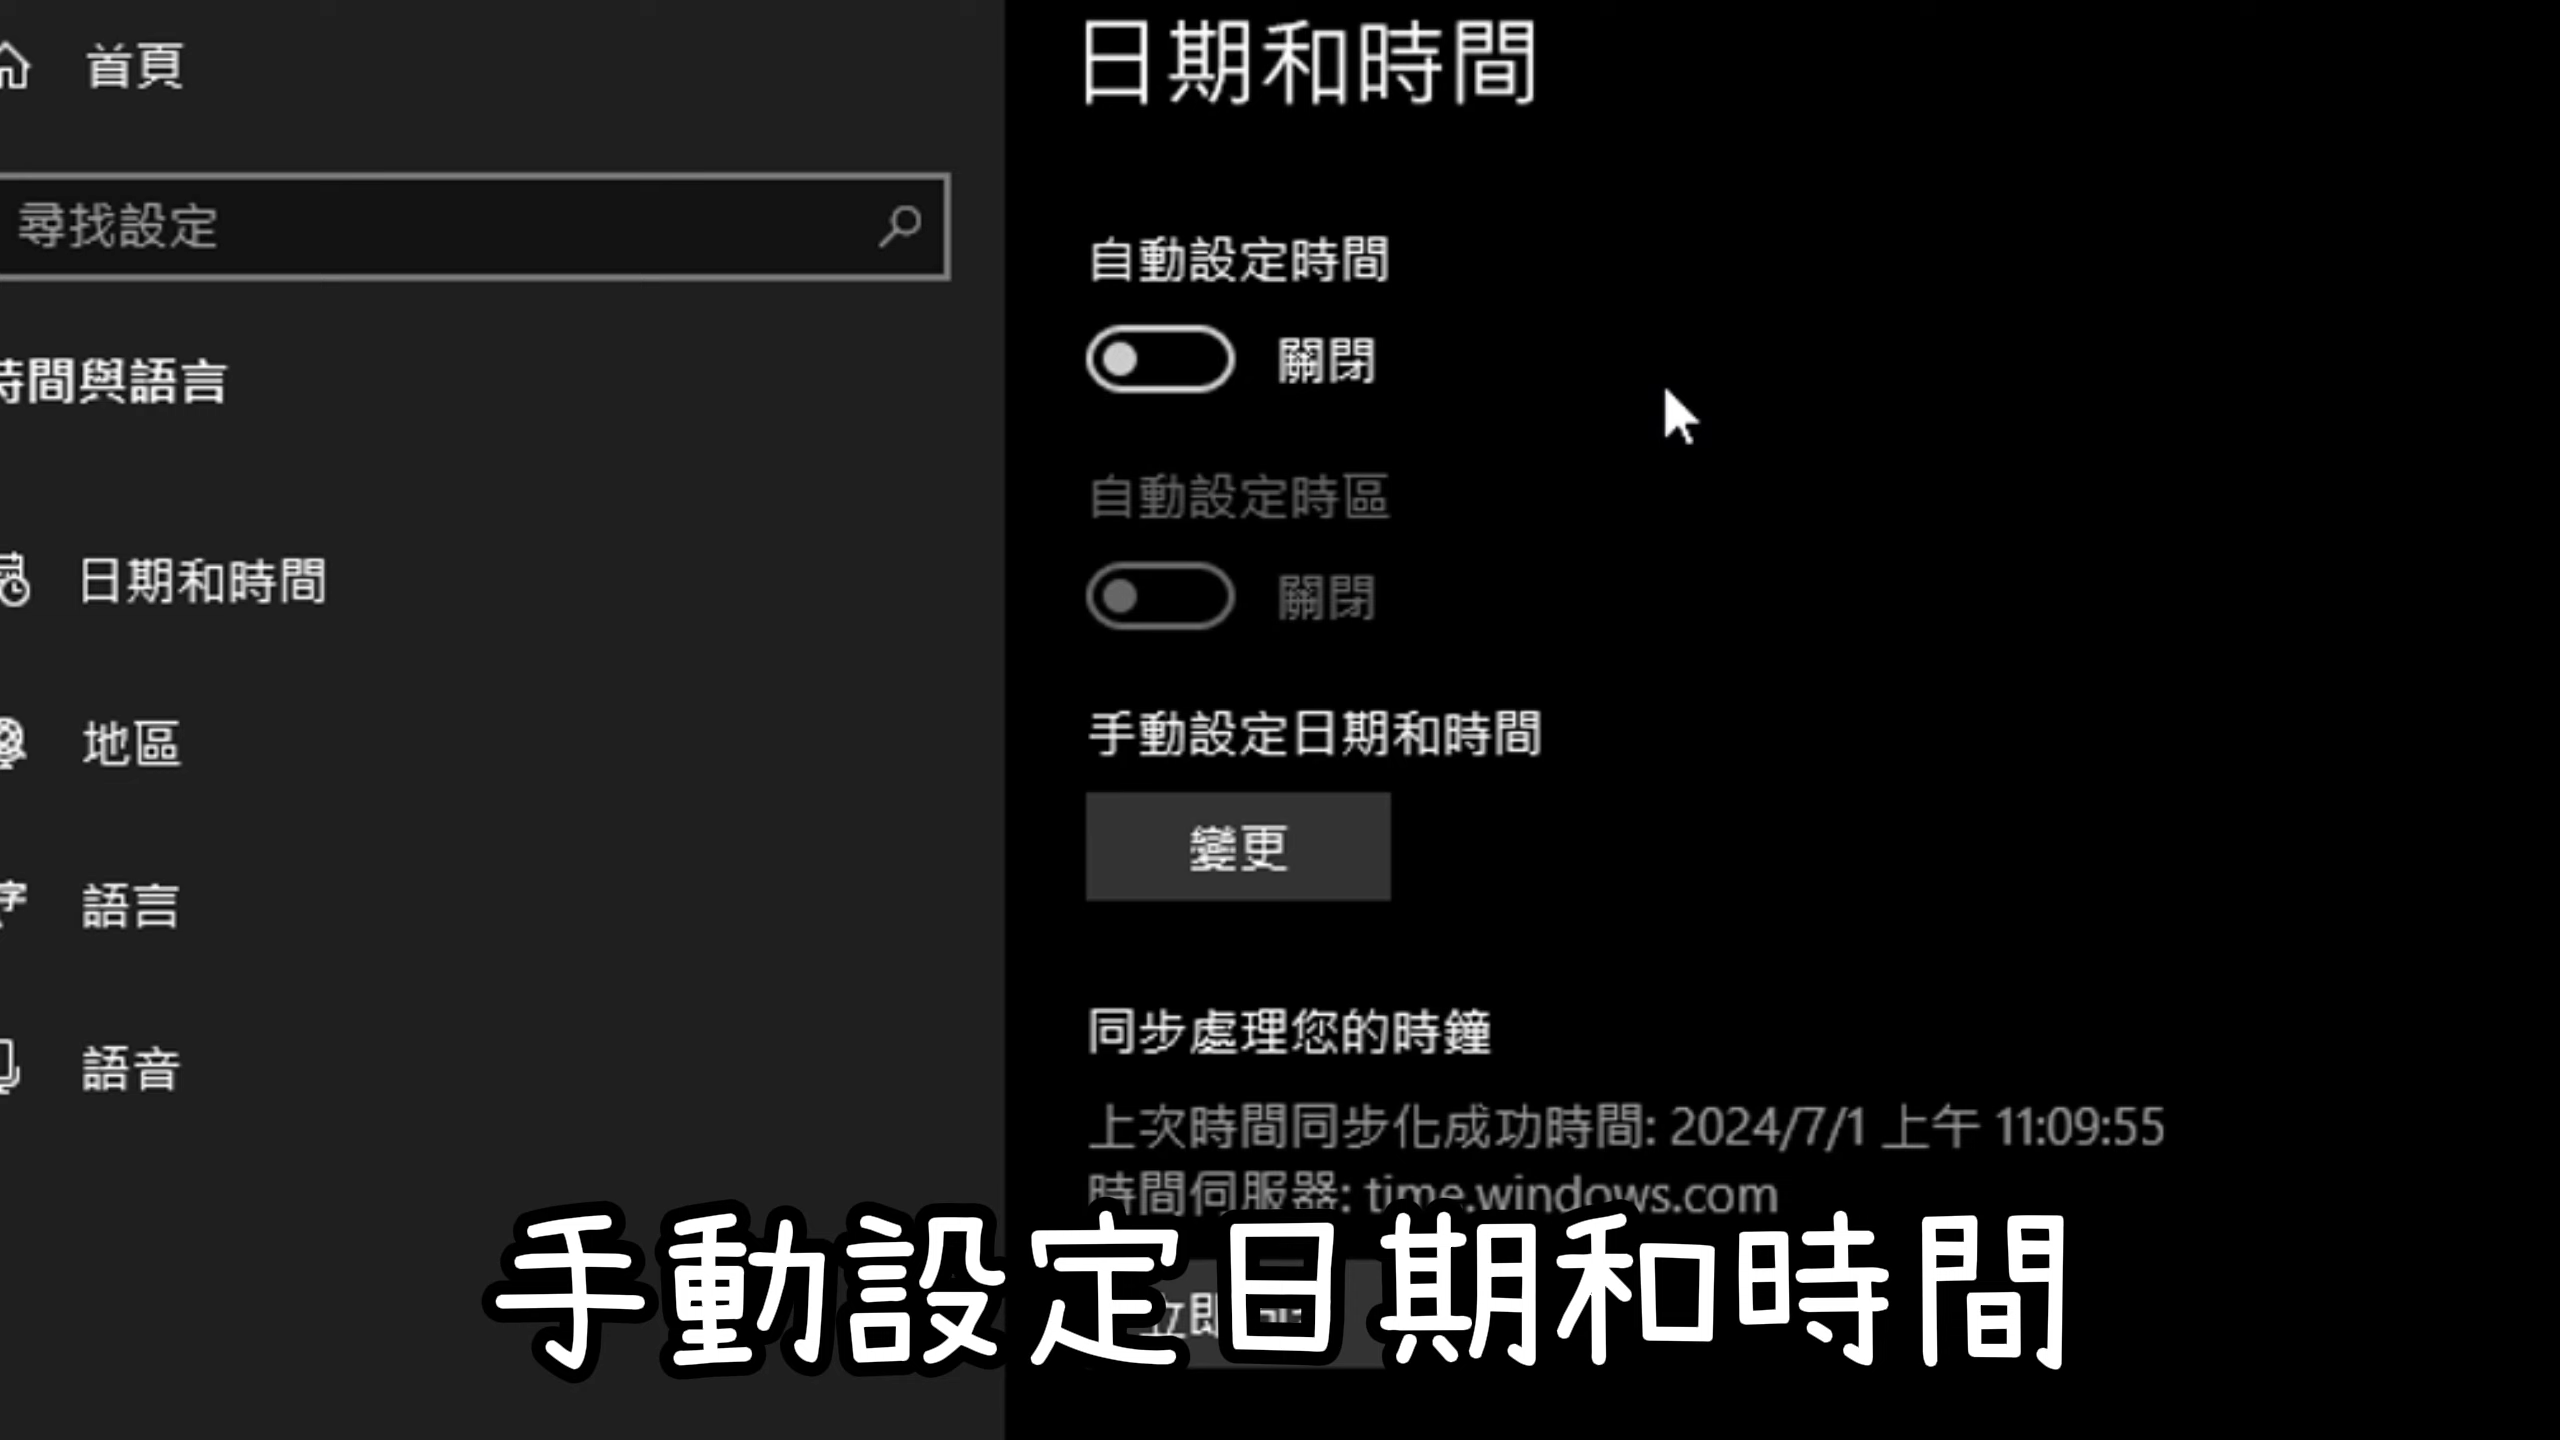 首頁
尋找設定
時間與語言
日期和時間
地區
語言
語音
日期和時間
自動設定時間
關閉
自動設定時區
關閉
手動設定日期和時間
變更
同步處理您的時鐘
上次時間同步化成功時間: 2024/7/1 上午 11:09:55
時間伺服器: time.windows.com
立即
手動設定日期和時間